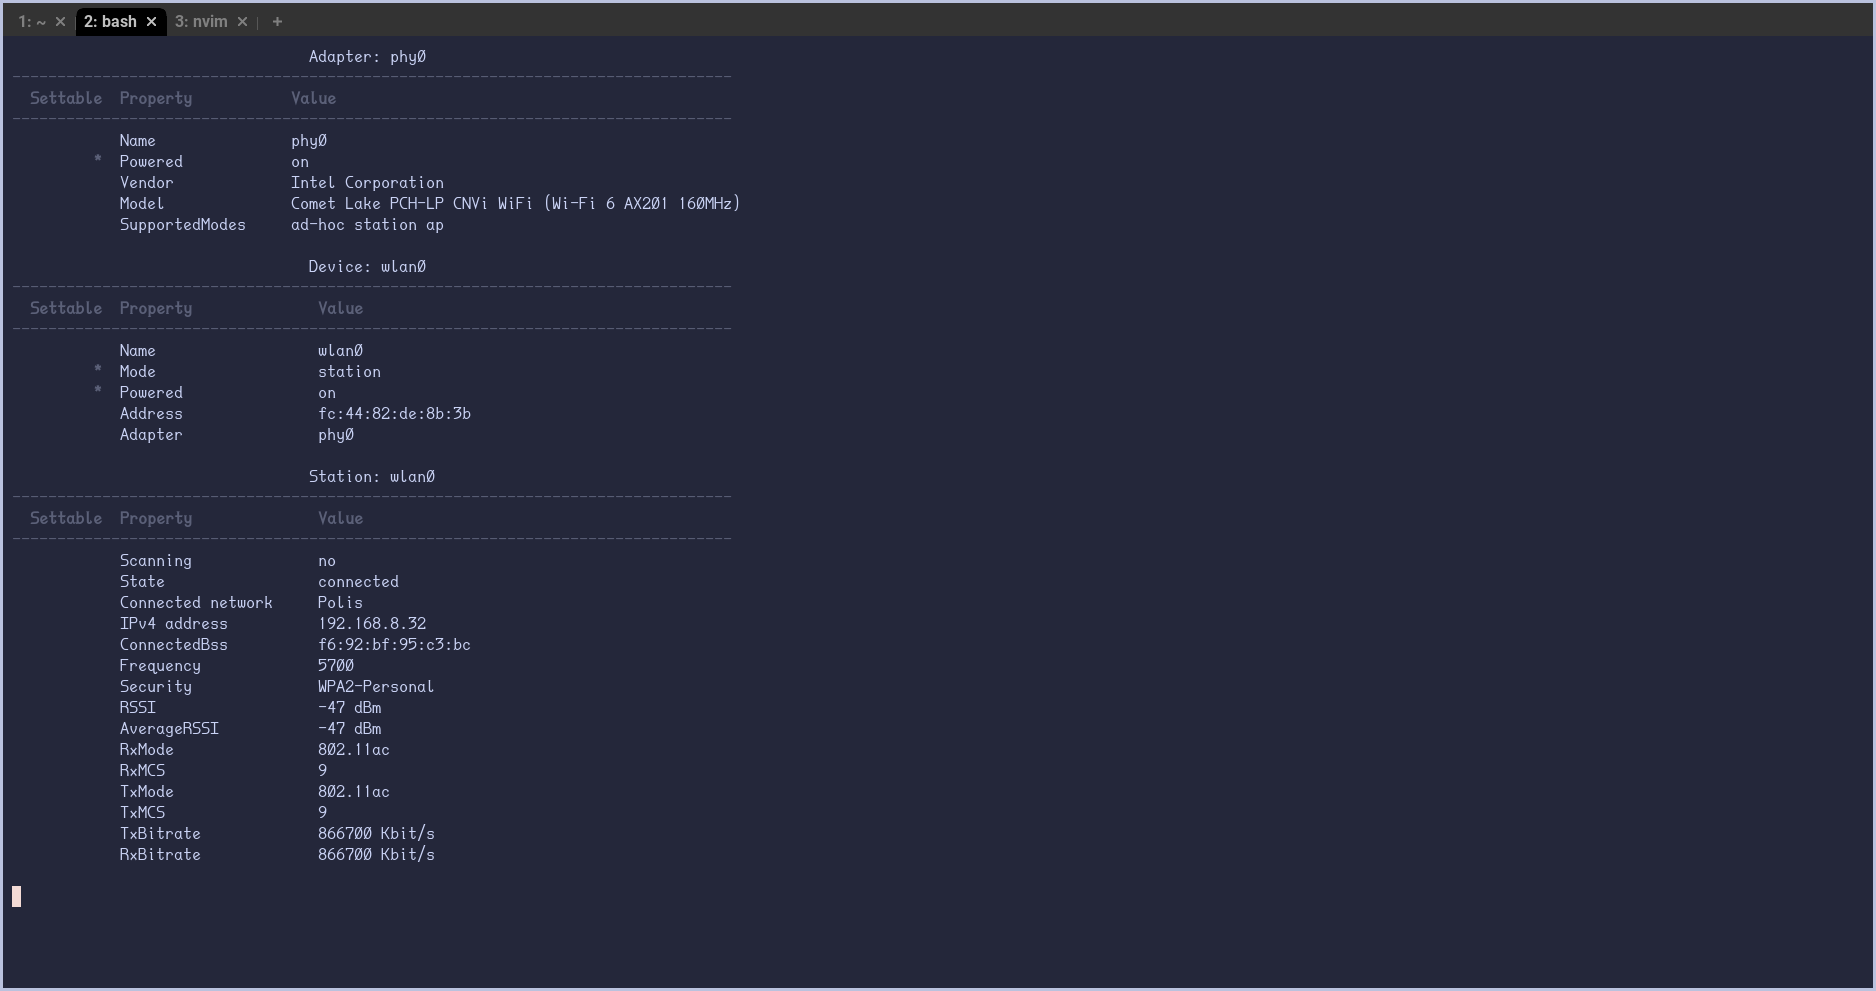 1: ~ × 2: bash × 3: nvim × +
Adapter: phy0
--------------------------------------------------------------------------------
Settable Property Value
--------------------------------------------------------------------------------
Name phy0
* Powered on
Vendor Intel Corporation
Model Comet Lake PCH-LP CNVi WiFi (Wi-Fi 6 AX201 160MHz)
SupportedModes ad-hoc station ap
Device: wlan0
--------------------------------------------------------------------------------
Settable Property Value
--------------------------------------------------------------------------------
Name wlan0
* Mode station
* Powered on
Address fc:44:82:de:8b:3b
Adapter phy0
Station: wlan0
--------------------------------------------------------------------------------
Settable Property Value
--------------------------------------------------------------------------------
Scanning no
State connected
Connected network Polis
IPv4 address 192.168.8.32
ConnectedBss f6:92:bf:95:c3:bc
Frequency 5700
Security WPA2-Personal
RSSI -47 dBm
AverageRSSI -47 dBm
RxMode 802.11ac
RxMCS 9
TxMode 802.11ac
TxMCS 9
TxBitrate 866700 Kbit/s
RxBitrate 866700 Kbit/s